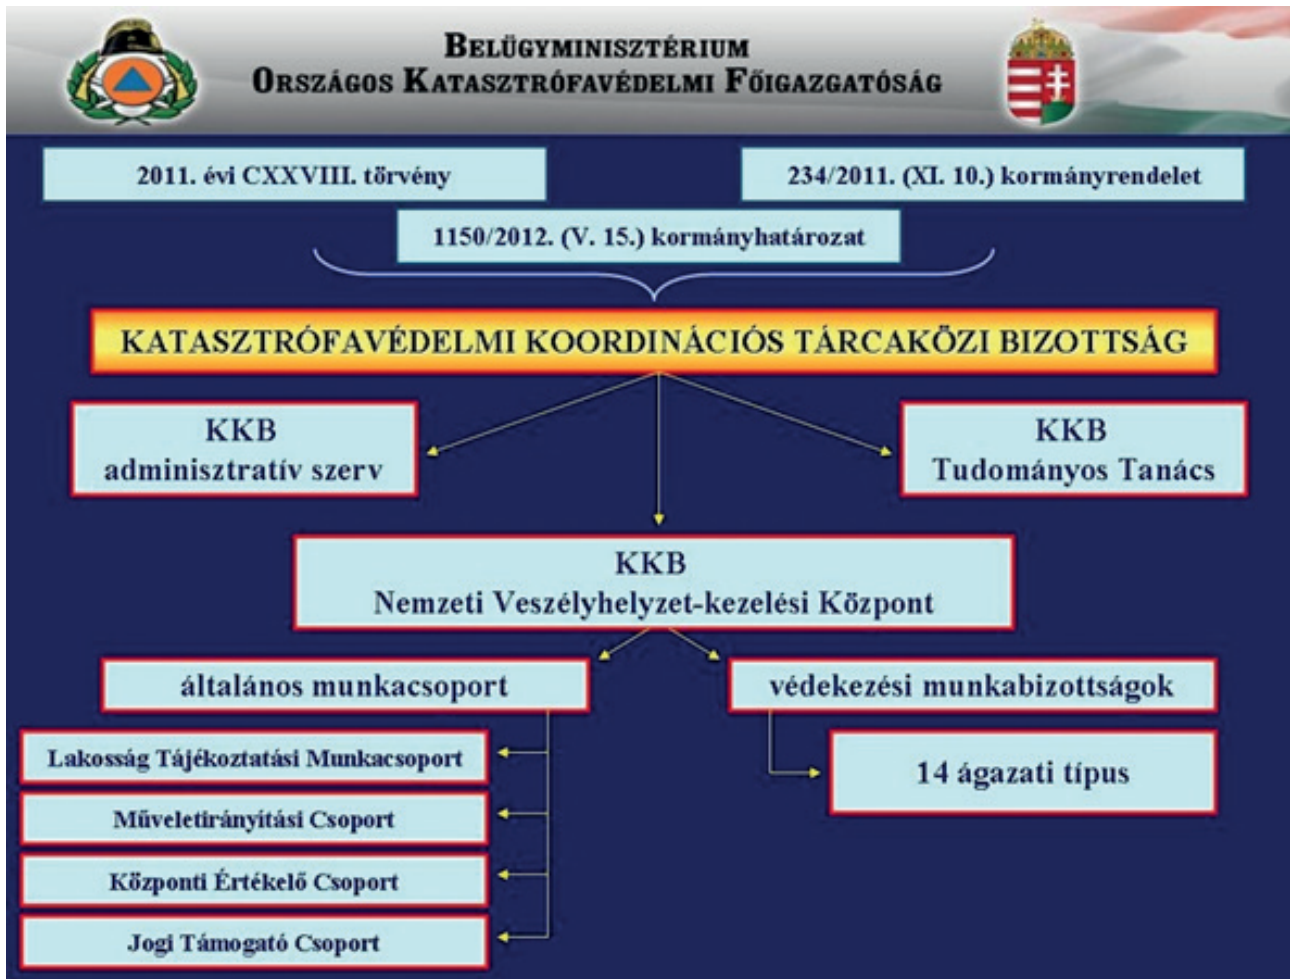 BELÜGYMINISZTÉRIUM
ORSZÁGOS KATASZTRÓFAVÉDELMI FŐIGAZGATÓSÁG
2011. évi CXXVIII. törvény
234/2011. (XI. 10.) kormányrendelet
1150/2012. (V. 15.) kormányhatározat
KATASZTRÓFAVÉDELMI KOORDINÁCIÓS TÁRCAKÖZI BIZOTTSÁG
KKB
adminisztratív szerv
KKB
Tudományos Tanács
KKB
Nemzeti Veszélyhelyzet-kezelési Központ
általános munkacsoport
védekezési munkabizottságok
Lakosság Tájékoztatási Munkacsoport
14 ágazati típus
Műveletirányítási Csoport
Központi Értékelő Csoport
Jogi Támogató Csoport